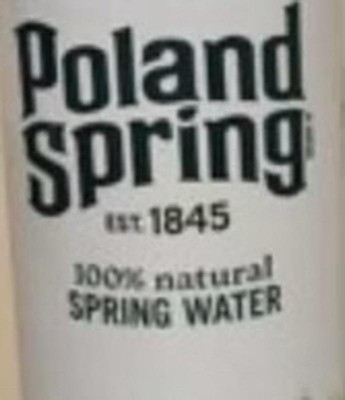 Poland
Spring
EST. 1845
100% natural
SPRING WATER